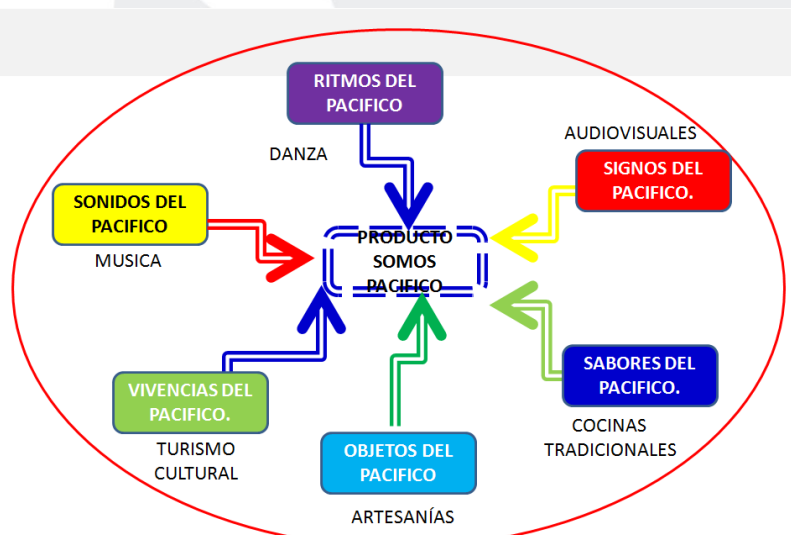 RITMOS DEL
PACIFICO
DANZA
AUDIOVISUALES
SIGNOS DEL
PACIFICO.
SONIDOS DEL
PACIFICO
MUSICA
PRODUCTO
SOMOS
PACIFICO
SABORES DEL
PACIFICO.
COCINAS
TRADICIONALES
VIVENCIAS DEL
PACIFICO.
TURISMO
CULTURAL
OBJETOS DEL
PACIFICO
ARTESANÍAS